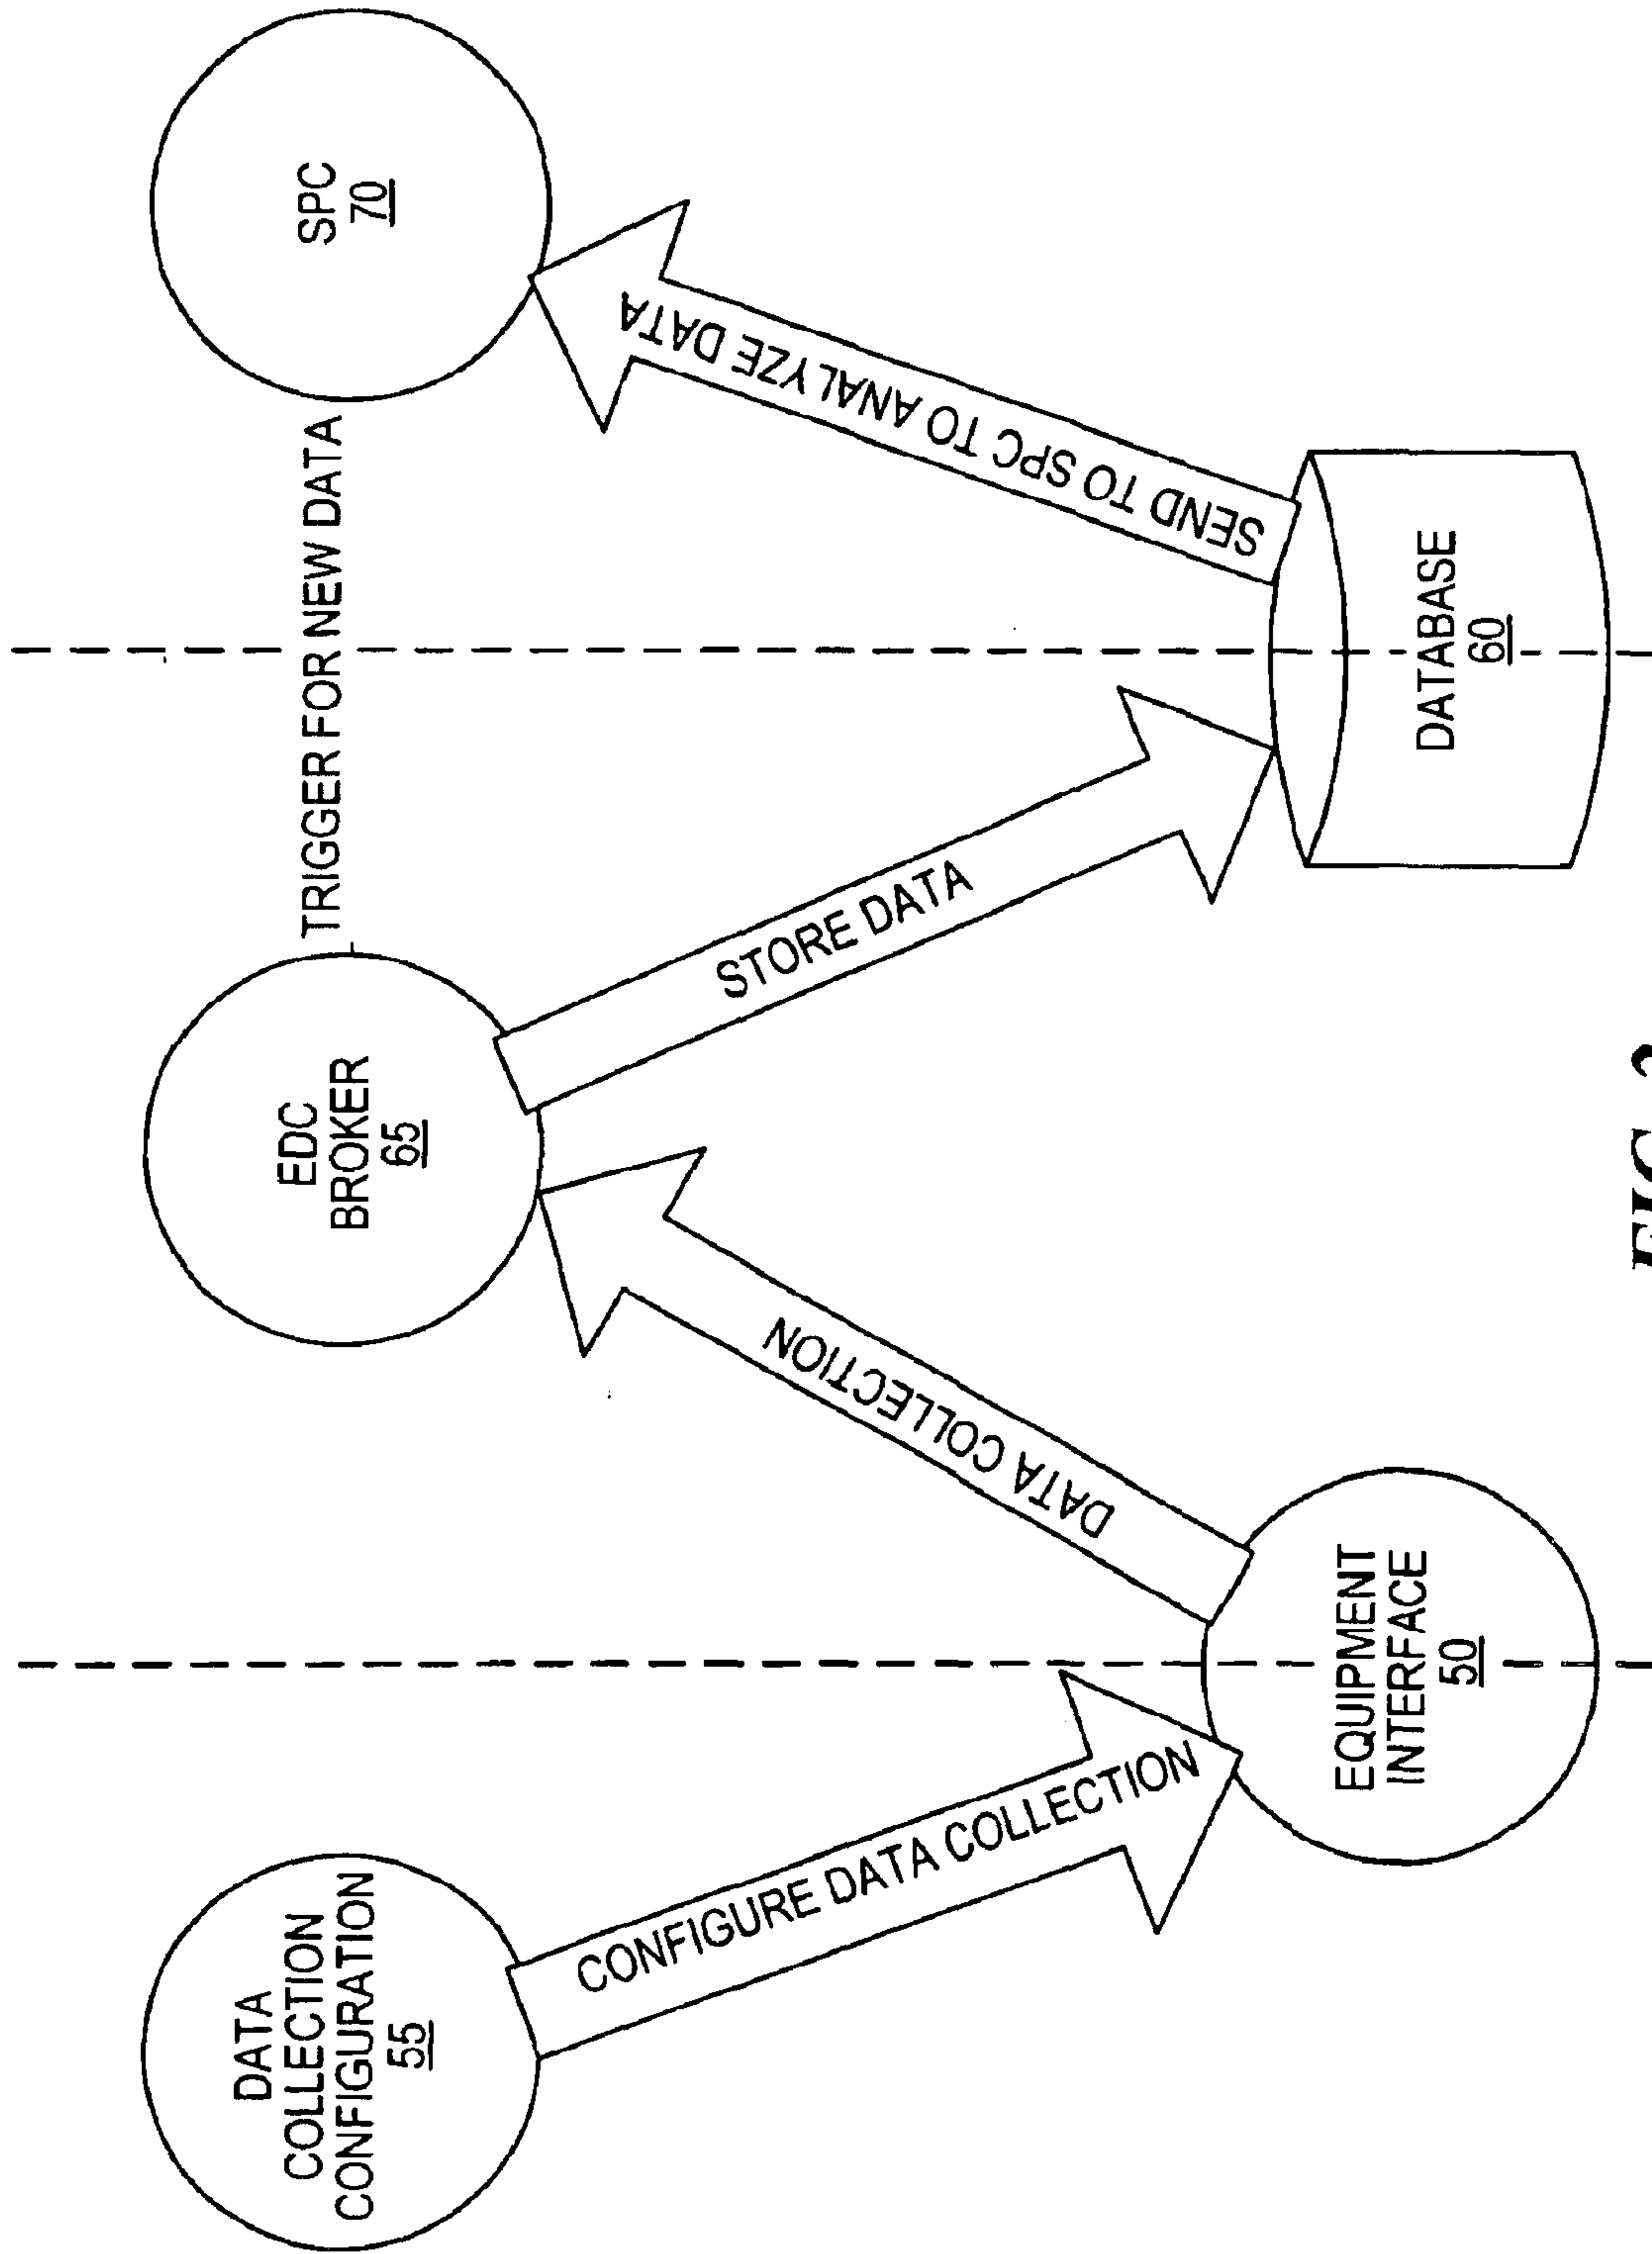 DATA
COLLECTION
CONFIGURATION
55
CONFIGURE DATA COLLECTION
EQUIPMENT
INTERFACE
50
DATA COLLECTION
EDC
BROKER
65
STORE DATA
TRIGGER FOR NEW DATA
DATABASE
60
SEND TO SPC TO ANALYZE DATA
SPC
70